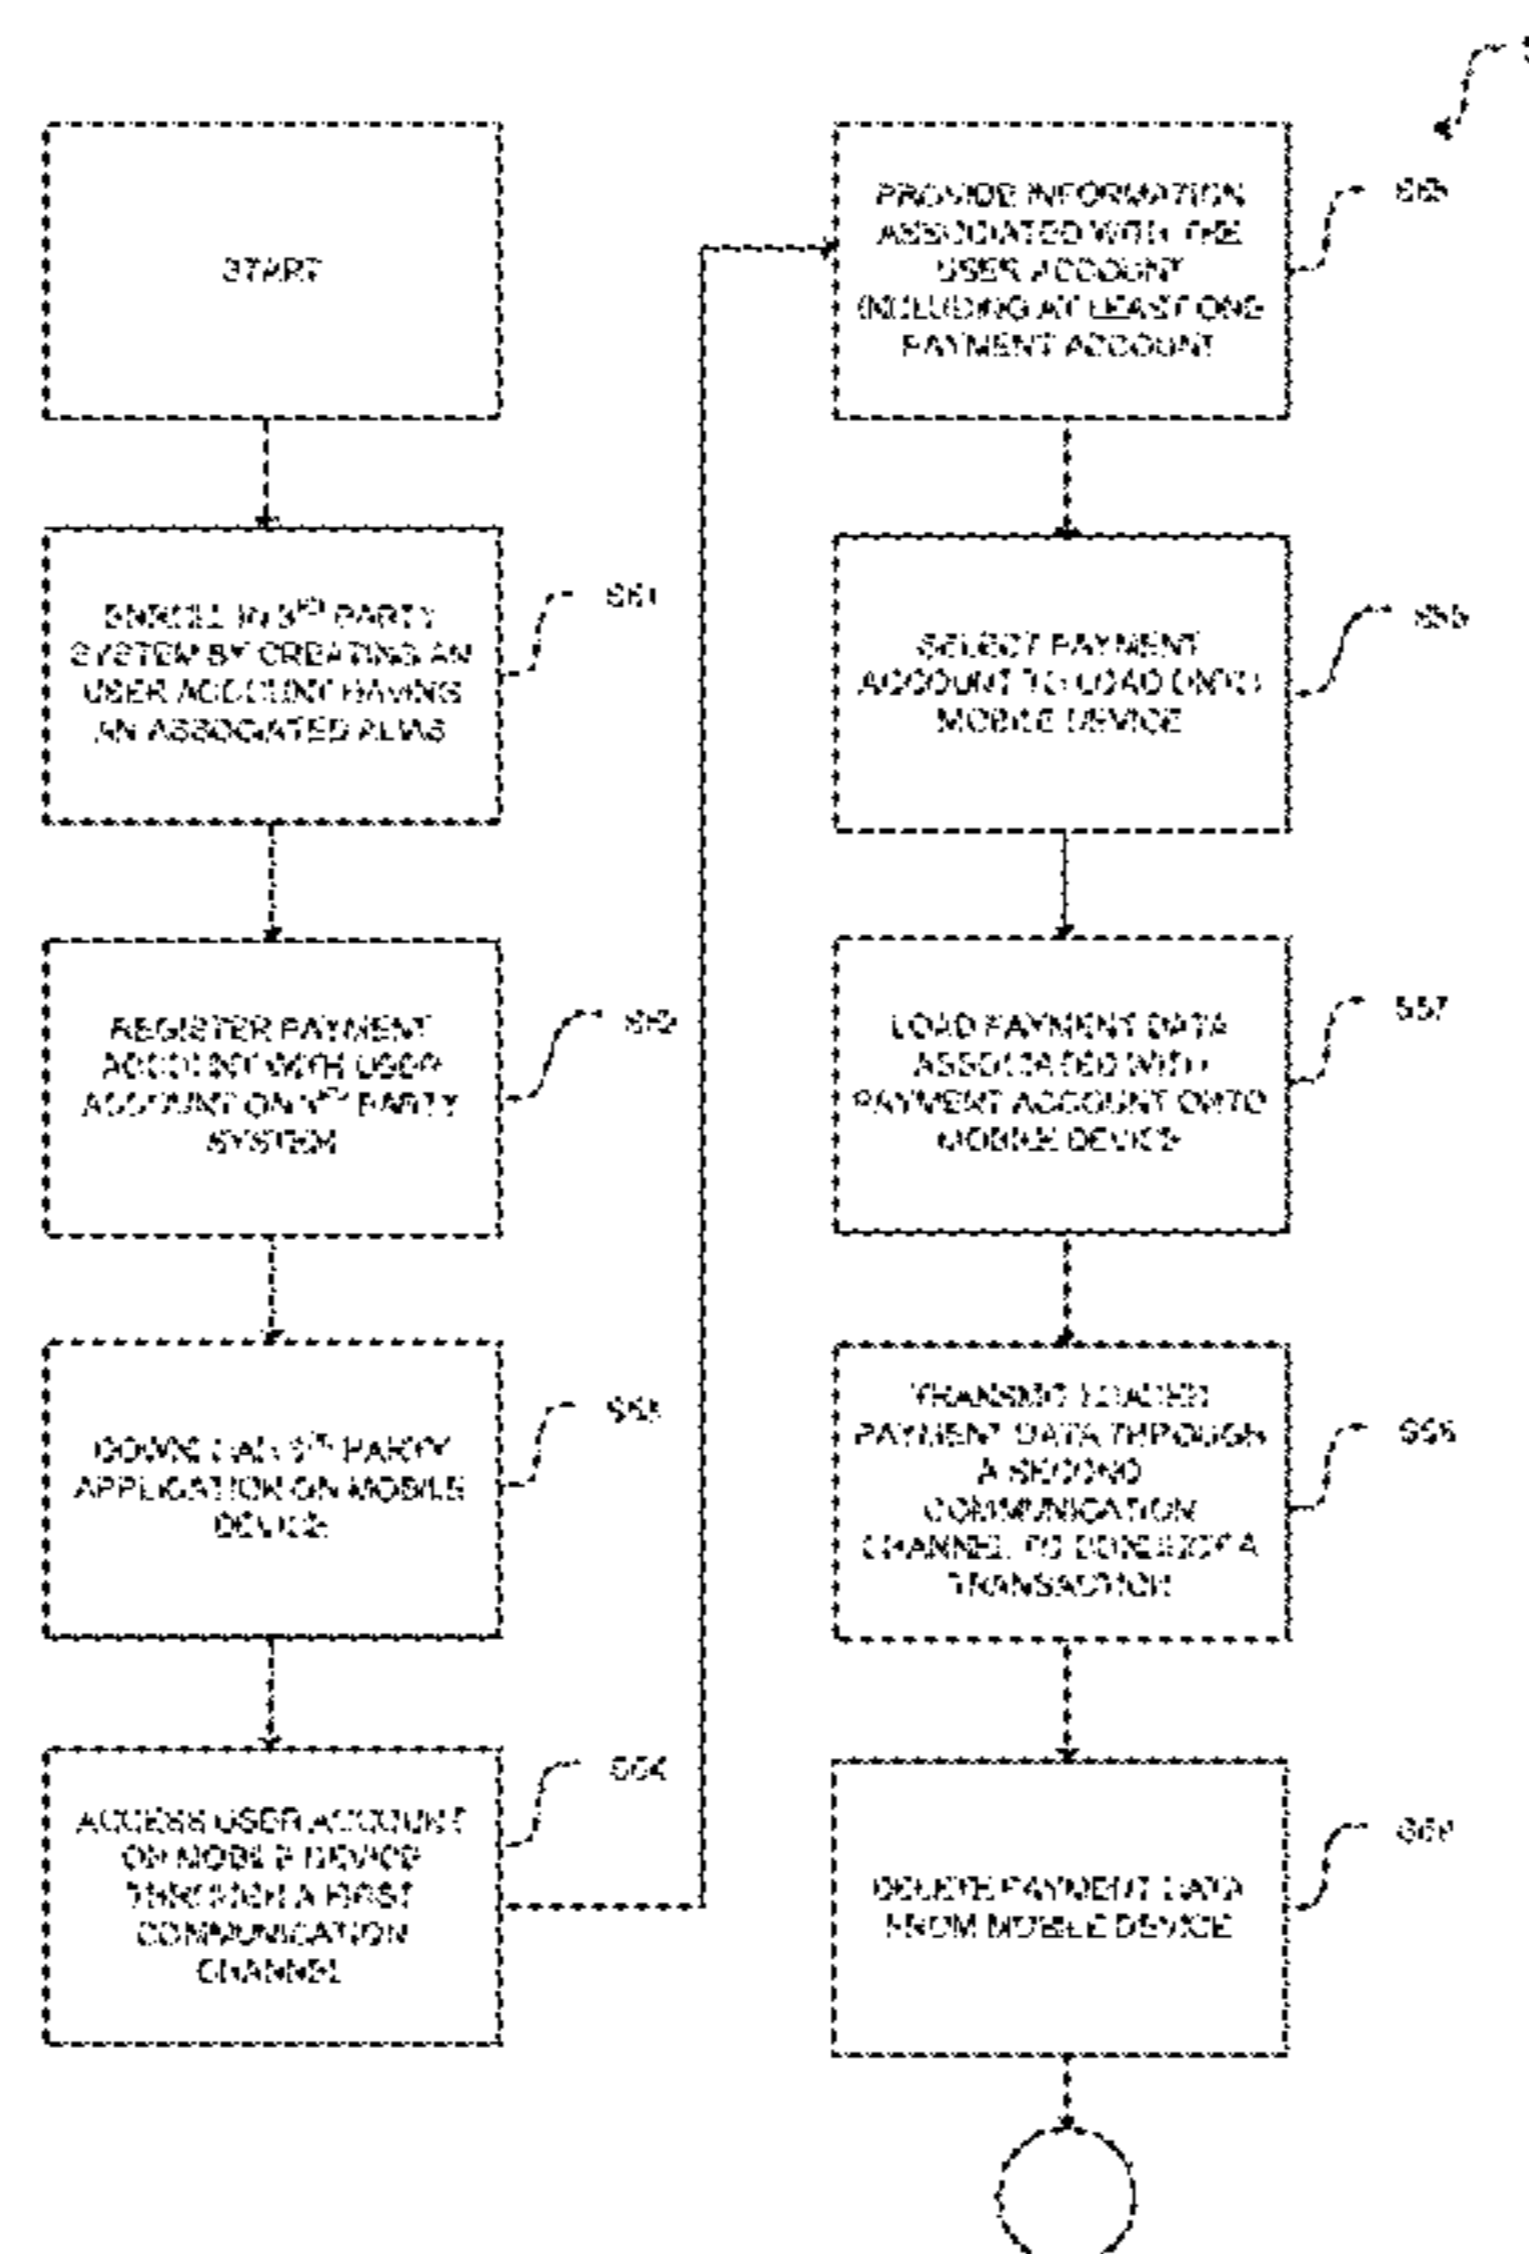 START
ENROLL IN 3RD PARTY
SYSTEM BY CREATING AN
USER ACCOUNT HAVING
AN ASSOCIATED ALIAS
REGISTER PAYMENT
ACCOUNT WITH USER
ACCOUNT ON 3RD PARTY
SYSTEM
DOWNLOAD 3RD PARTY
APPLICATION ON MOBILE
DEVICE
ACCESS USER ACCOUNT
ON MOBILE DEVICE
THROUGH A FIRST
COMMUNICATION
CHANNEL
PROVIDE INFORMATION
ASSOCIATED WITH THE
USER ACCOUNT
INCLUDING AT LEAST ONE
PAYMENT ACCOUNT
SELECT PAYMENT
ACCOUNT TO LOAD ONTO
MOBILE DEVICE
LOAD PAYMENT DATA
ASSOCIATED WITH
PAYMENT ACCOUNT ONTO
MOBILE DEVICE
TRANSMIT LOADED
PAYMENT DATA THROUGH
A SECOND
COMMUNICATION
CHANNEL TO CONDUCT A
TRANSACTION
DELETE PAYMENT DATA
FROM MOBILE DEVICE